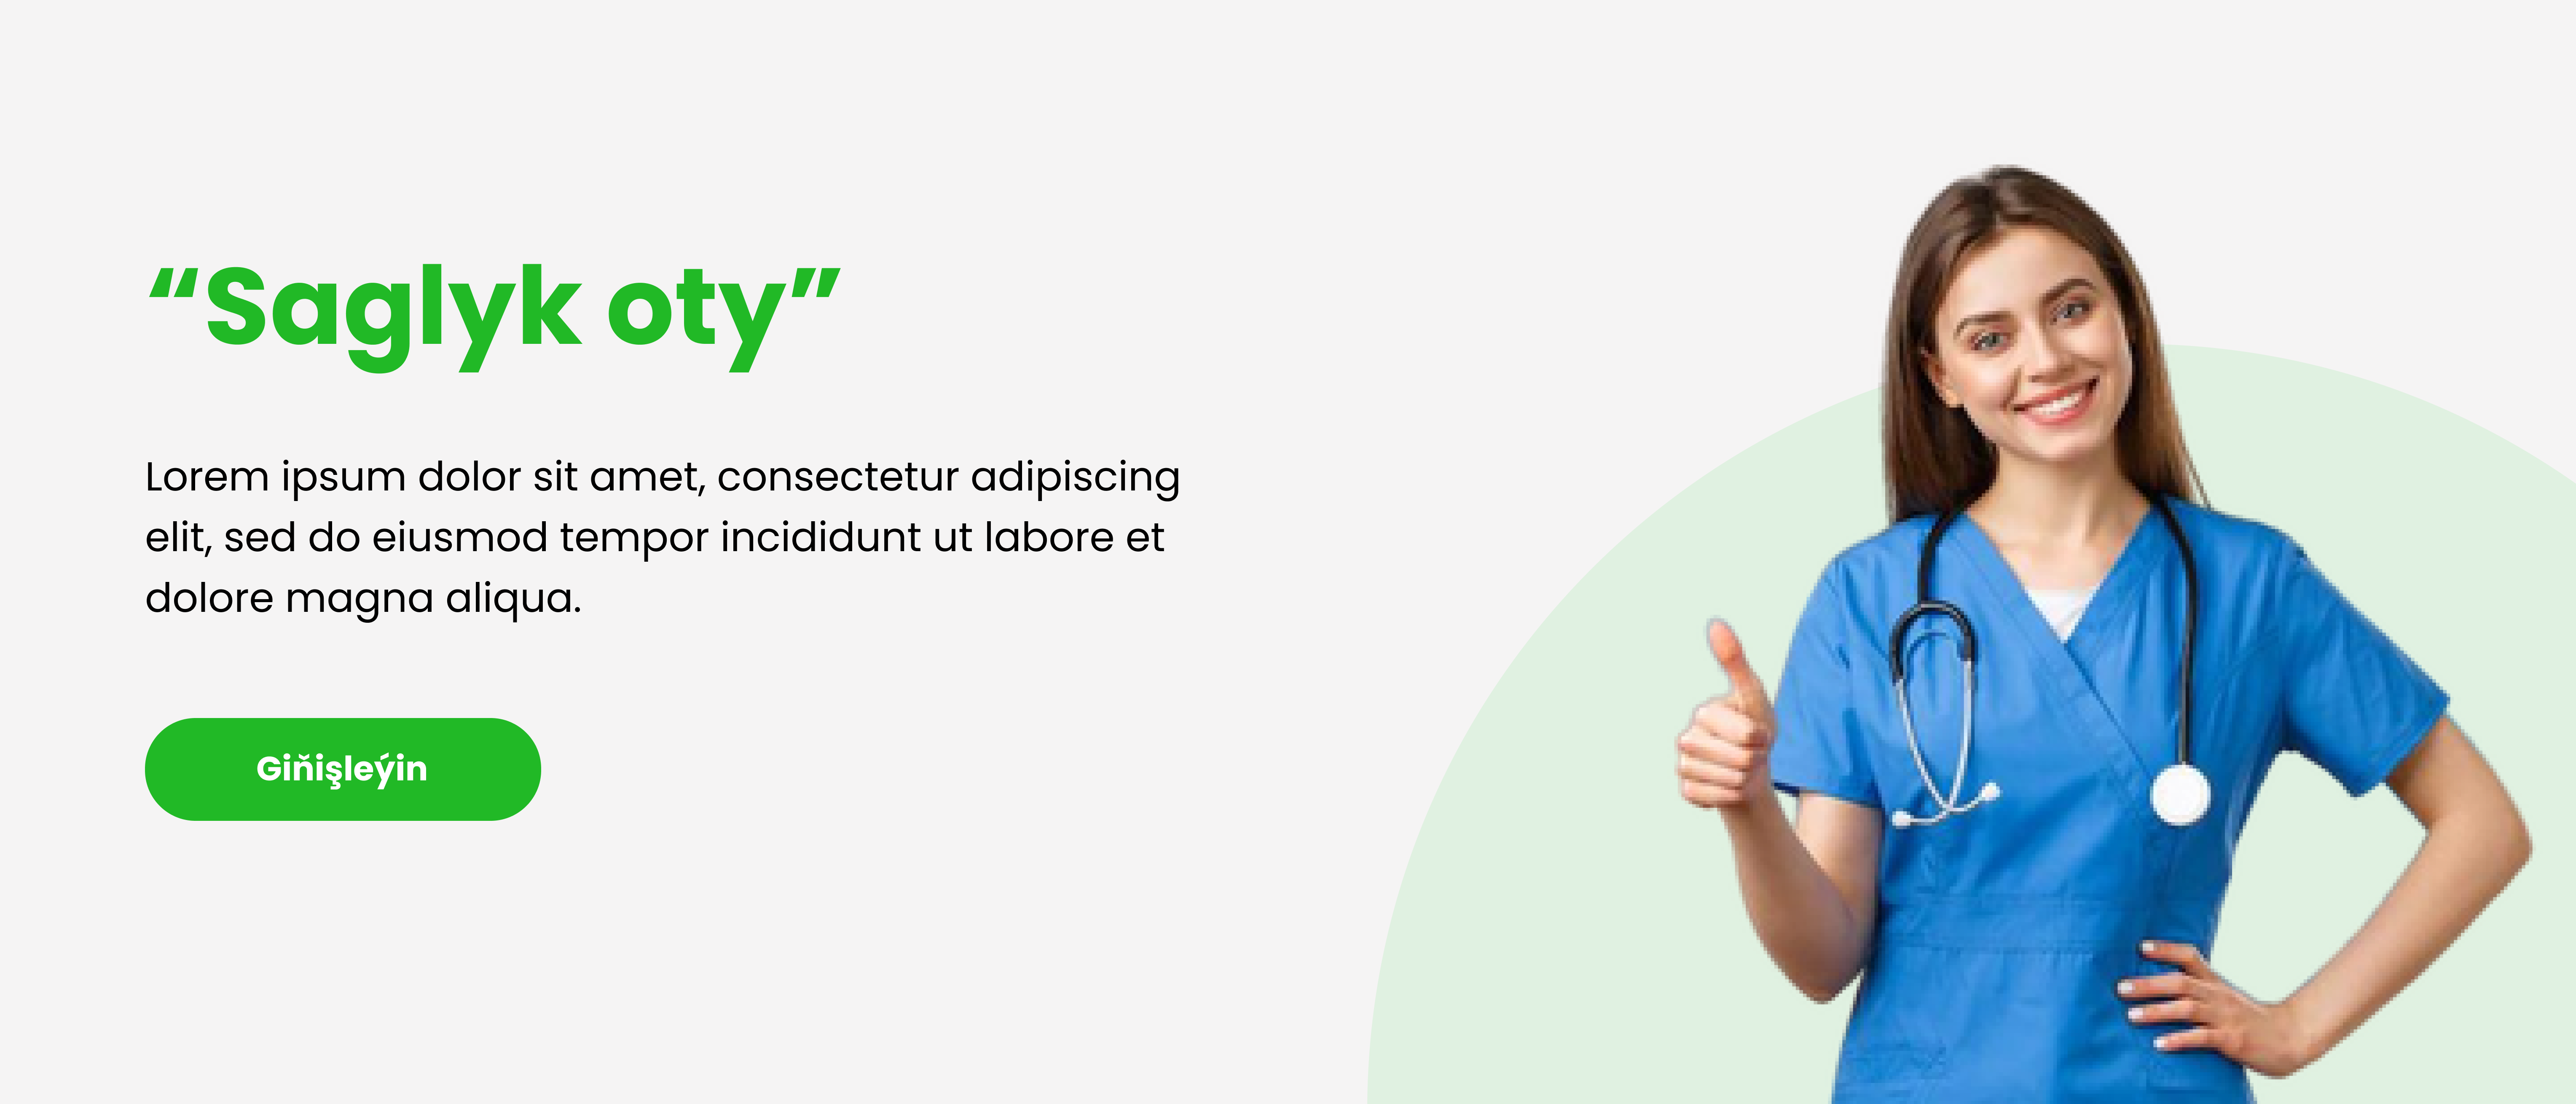 “Saglyk oty”
Lorem ipsum dolor sit amet, consectetur adipiscing
elit, sed do eiusmod tempor incididunt ut labore et
dolore magna aliqua.
Giňişleýin